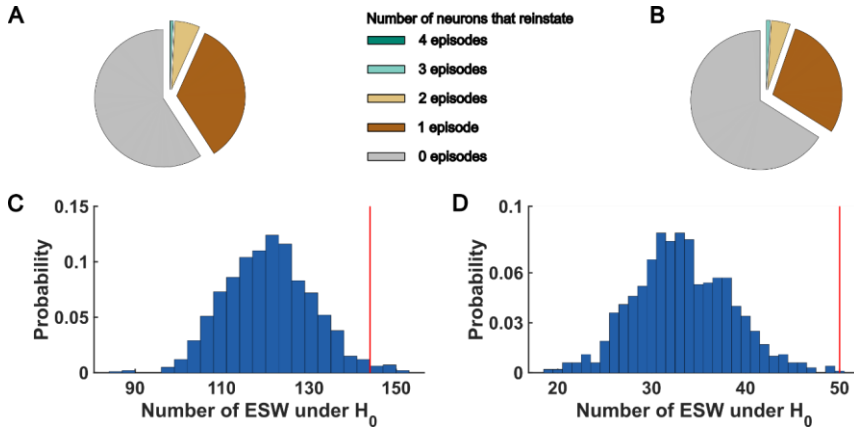 A
Number of neurons that reinstate
4 episodes
3 episodes
2 episodes
1 episode
0 episodes
B
C
0.15
0.1
0.05
0
Probability
90
110
130
150
Number of ESW under H0
D
0.1
0.06
0.03
0
Probability
20
30
40
50
Number of ESW under H0